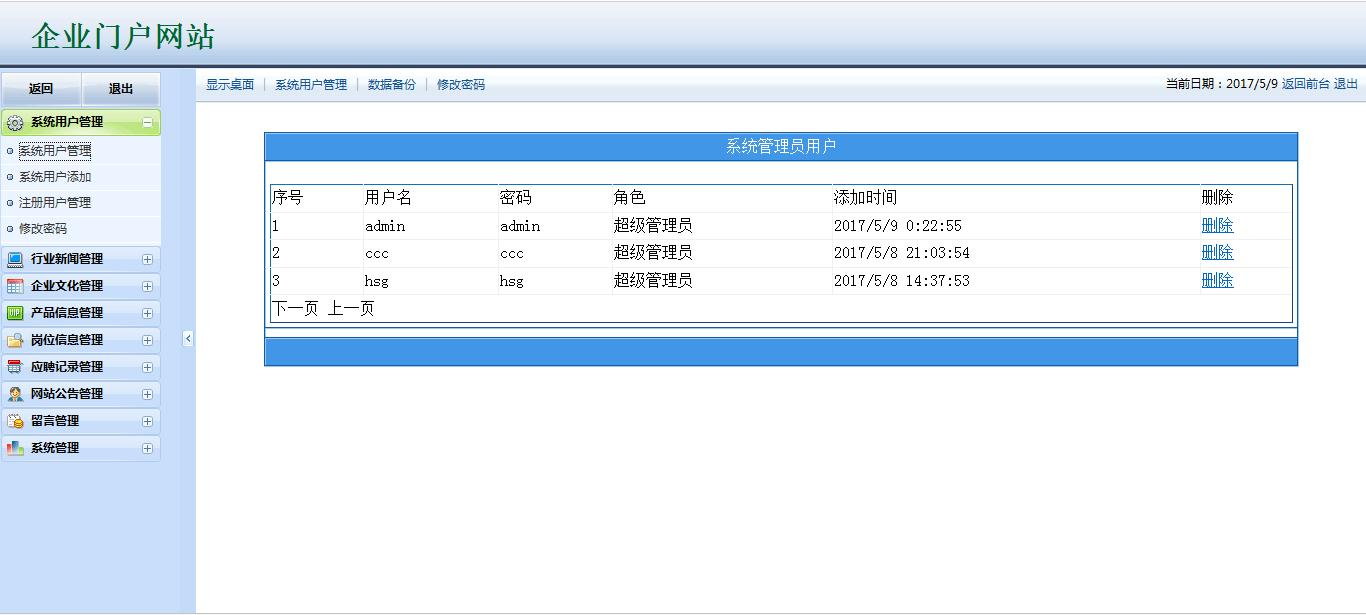 企业门户网站
返回 退出
显示桌面 | 系统用户管理 | 数据备份 | 修改密码
当前日期：2017/5/9 返回前台 退出
系统用户管理
系统用户管理
系统用户添加
注册用户管理
修改密码
行业新闻管理
企业文化管理
产品信息管理
岗位信息管理
应聘记录管理
网站公告管理
留言管理
系统管理
系统管理员用户
序号 用户名 密码 角色 添加时间 删除
1 admin admin 超级管理员 2017/5/9 0:22:55 删除
2 ccc ccc 超级管理员 2017/5/8 21:03:54 删除
3 hsg hsg 超级管理员 2017/5/8 14:37:53 删除
下一页 上一页